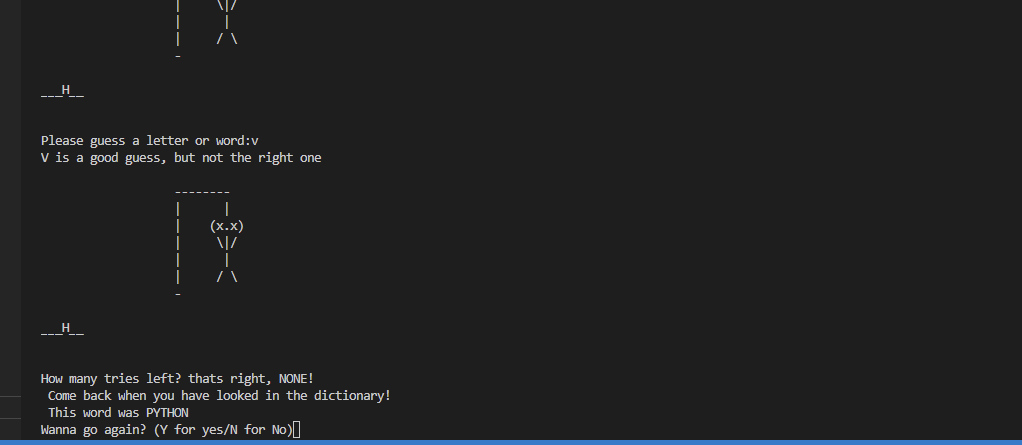 |     \|/
|      |
|     / \
-
___H__
Please guess a letter or word:v
V is a good guess, but not the right one
--------
|      |
|    (x.x)
|     \|/
|      |
|     / \
-
___H__
How many tries left? thats right, NONE!
Come back when you have looked in the dictionary!
This word was PYTHON
Wanna go again? (Y for yes/N for No)